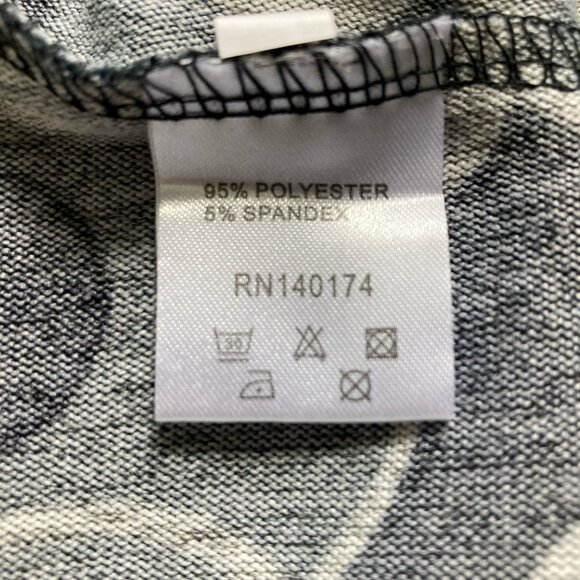 95% POLYESTER
5% SPANDEX
RN140174
30